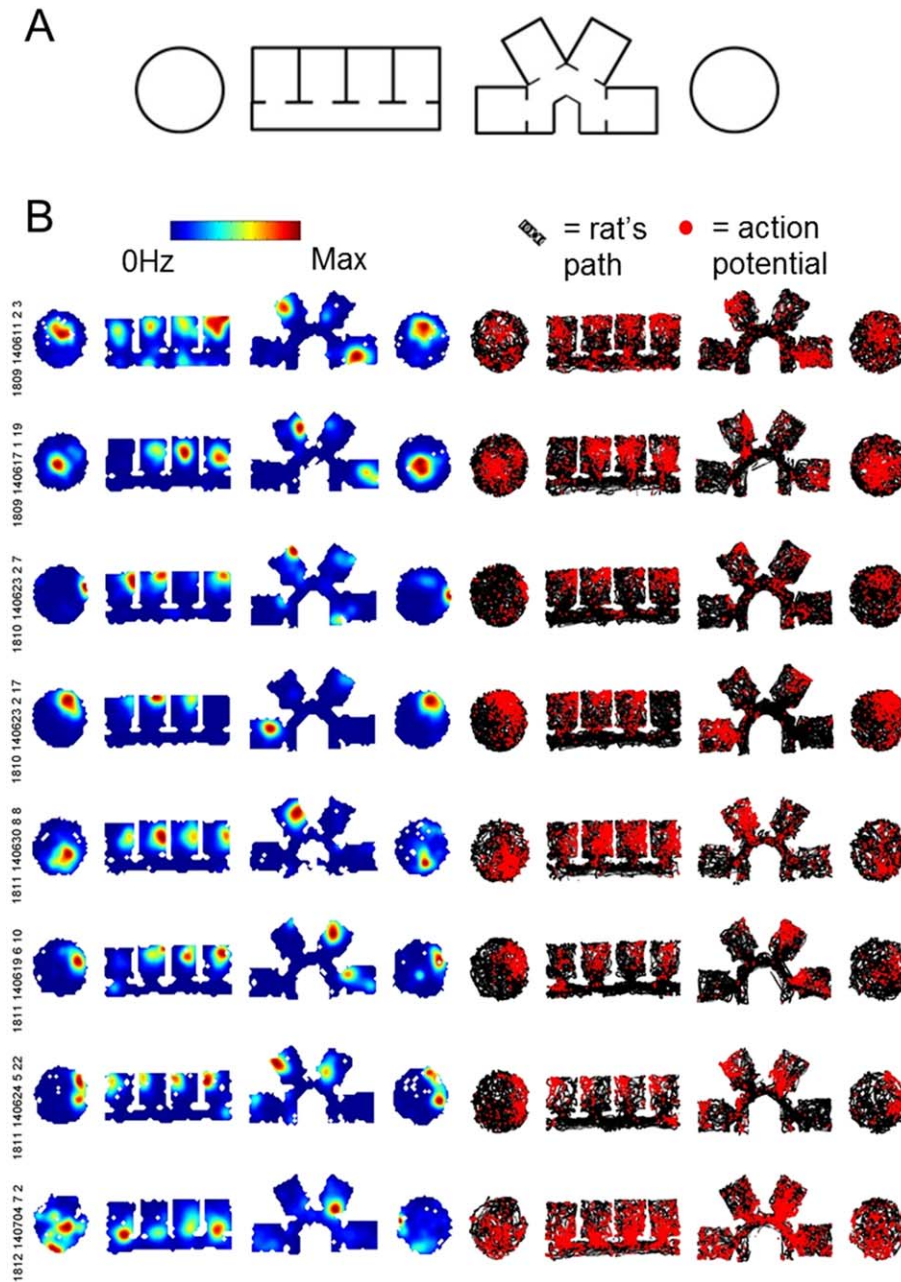 A
B
0Hz Max
= rat's path
= action potential
1809 140611 2 3
1809 140617 1 19
1810 140623 2 7
1810 140623 2 17
1811 140630 8 8
1811 140619 6 10
1811 140624 5 22
1812 140704 7 2